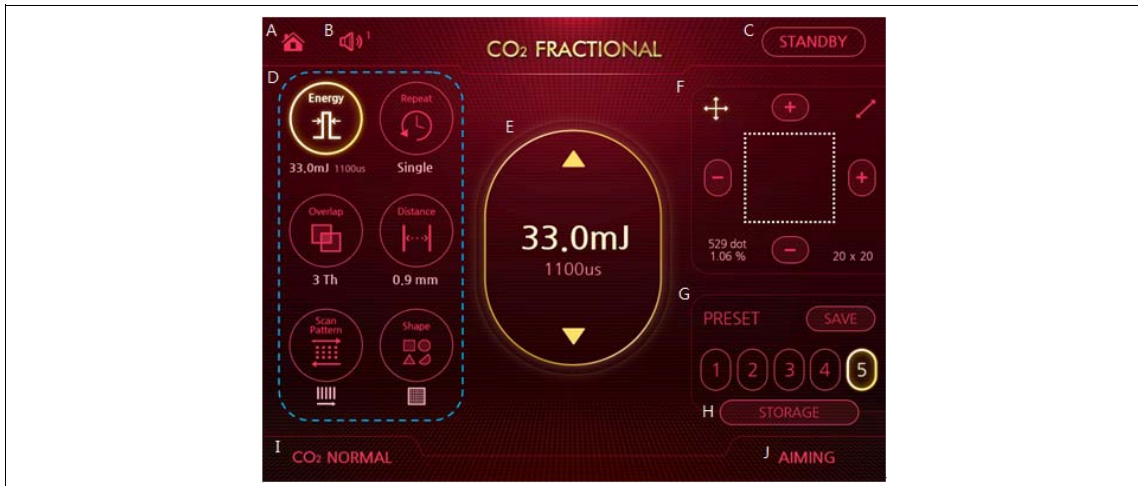 A
B
1
CO₂ FRACTIONAL
C
STANDBY
D
Energy
33.0mJ 1100us
Repeat
Single
Overlap
3 Th
Distance
0.9 mm
Scan
Pattern
Shape
E
33.0mJ
1100us
F
+
−
+
529 dot
1.06 %
−
20 x 20
G
PRESET
SAVE
1 2 3 4 5
H
STORAGE
I
CO₂ NORMAL
J
AIMING